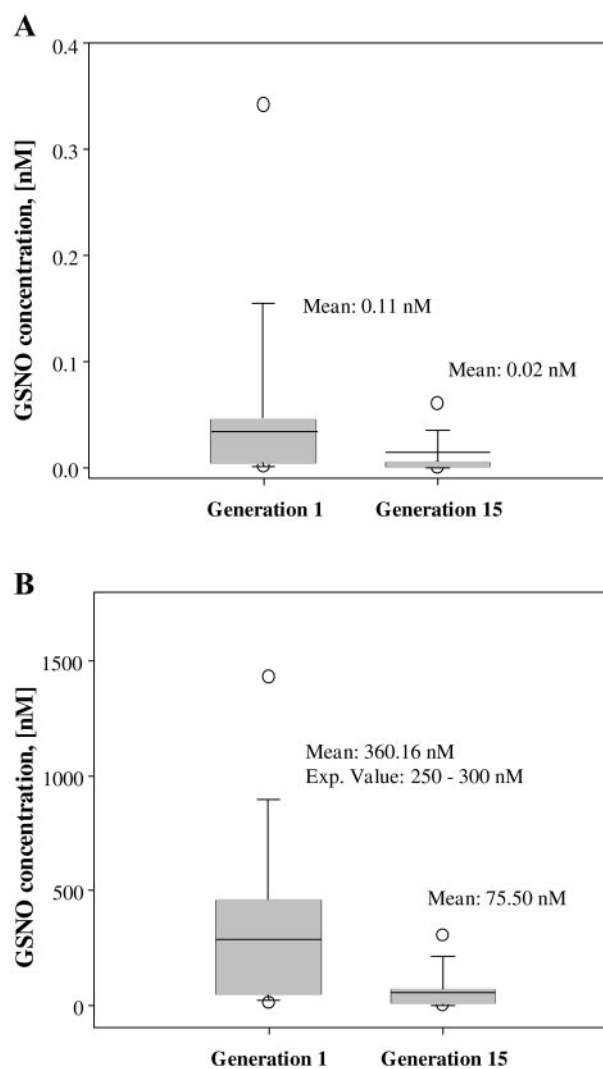 A
GSNO concentration, [nM]
0.4
0.3
0.2
0.1
0.0
Mean: 0.11 nM
Mean: 0.02 nM
Generation 1
Generation 15
B
GSNO concentration, [nM]
1500
1000
500
0
Mean: 360.16 nM
Exp. Value: 250 - 300 nM
Mean: 75.50 nM
Generation 1
Generation 15